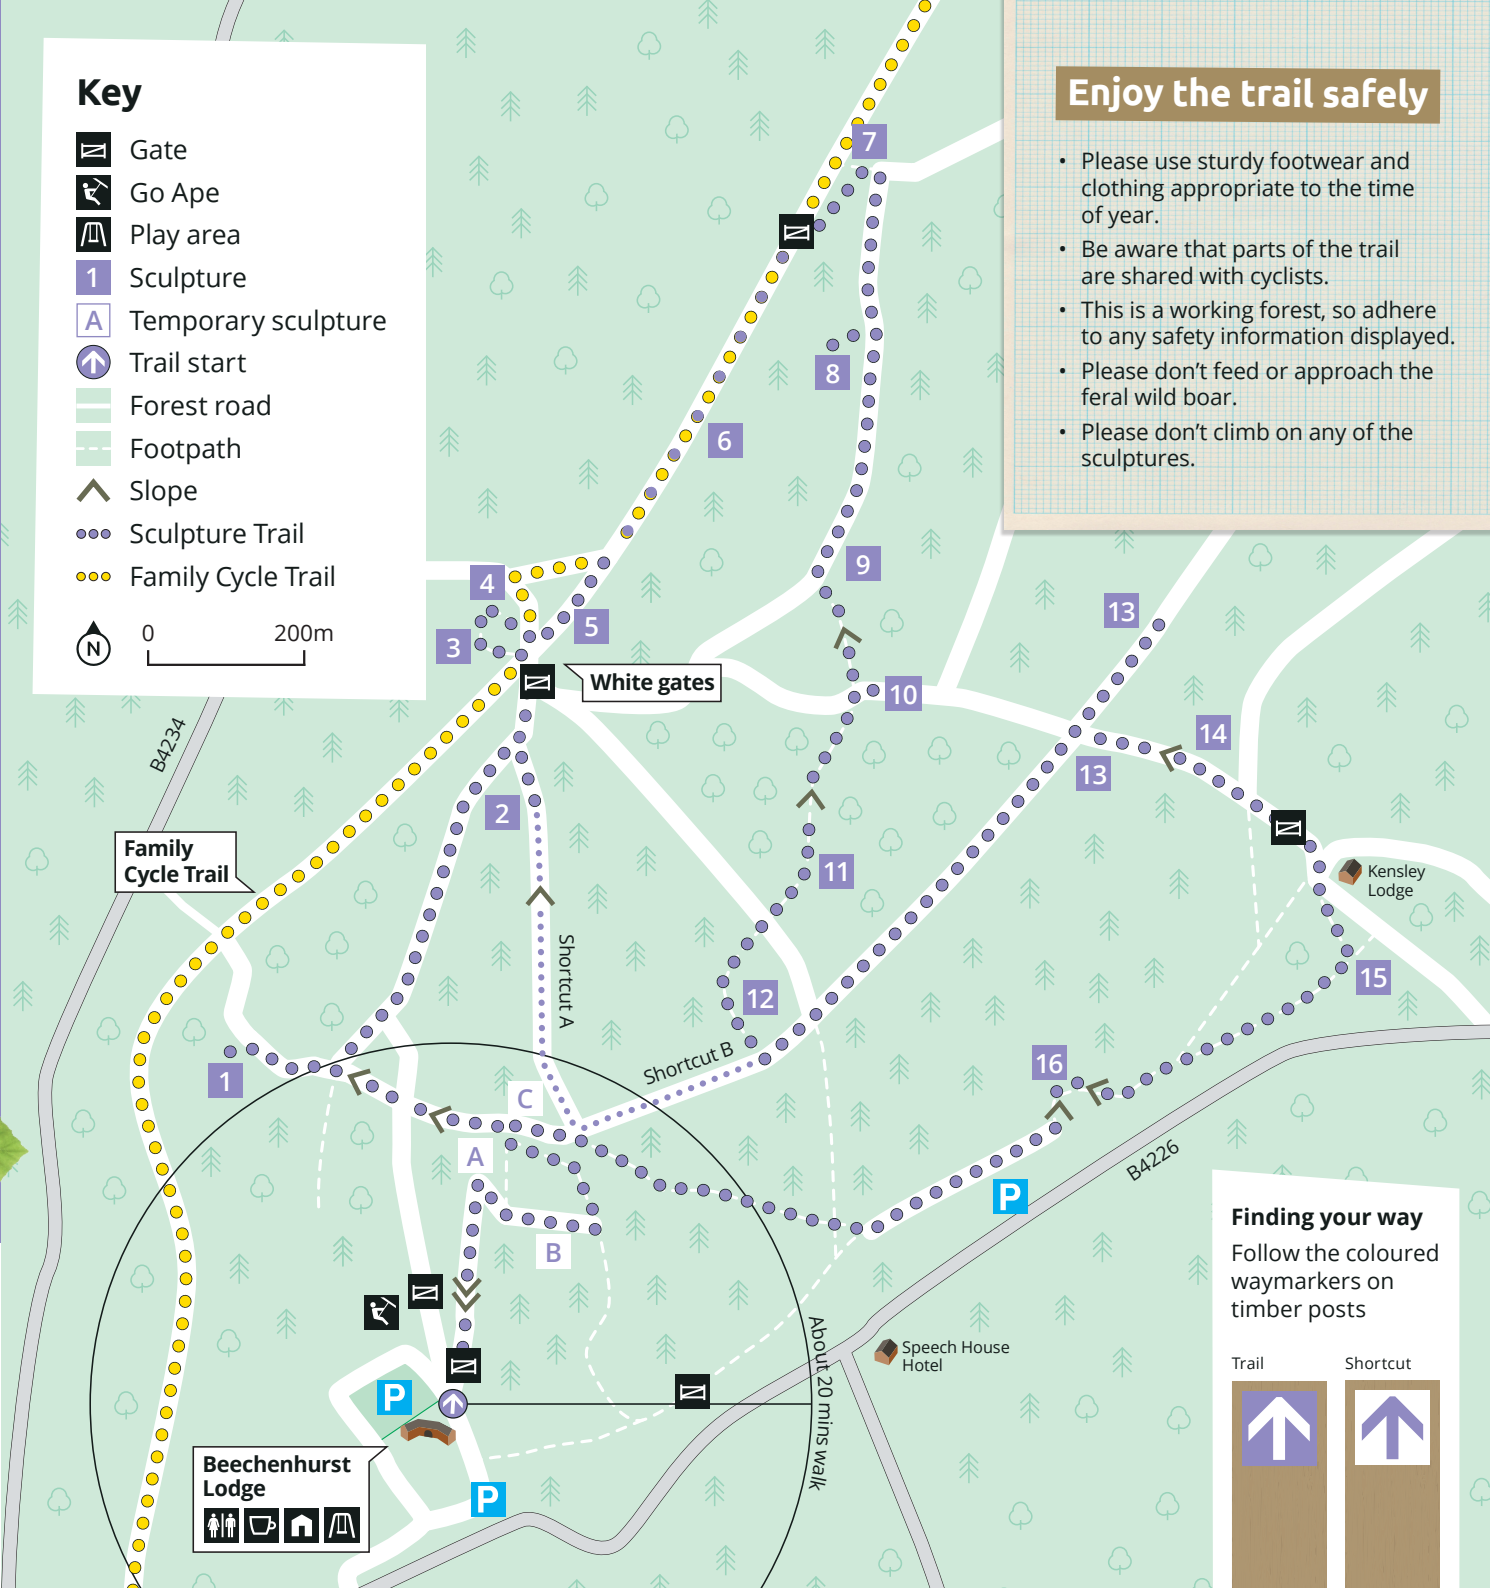 Key
Gate
Go Ape
Play area
1 Sculpture
A Temporary sculpture
Trail start
Forest road
Footpath
Slope
Sculpture Trail
Family Cycle Trail
N
0 200m
Enjoy the trail safely
• Please use sturdy footwear and
clothing appropriate to the time
of year.
• Be aware that parts of the trail
are shared with cyclists.
• This is a working forest, so adhere
to any safety information displayed.
• Please don’t feed or approach the
feral wild boar.
• Please don’t climb on any of the
sculptures.
7
8
6
9
4
5
3
13
White gates
10
B4234
14
13
2
Family
Cycle Trail
11
Kensley
Lodge
Shortcut A
12
15
Shortcut B
16
1
C
A
B
B4226
P
About 20 mins walk
Speech House
Hotel
P
Beechenhurst
Lodge
P
Finding your way
Follow the coloured
waymarkers on
timber posts
Trail
Shortcut